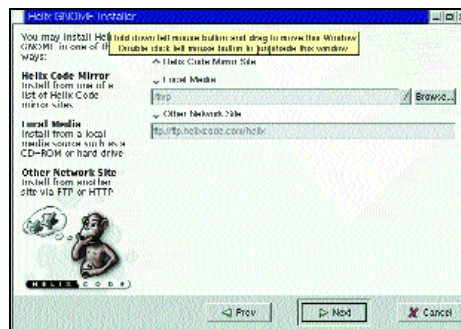 Helix GNOME Installer
You may install Helix
GNOME in one of th
ways:
Hold down left mouse button and drag to move this window
Double click left mouse button to (un)shade this window
Helix Code Mirror
Install from one of a
list of Helix Code
mirror sites
Local Media
Install from a local
media source such as a
CD-ROM or hard drive
Other Network Site
Install from another
site via FTP or HTTP
HELIX CODE
Helix Code Mirror Site
Local Media
/tmp
/ Browse...
Other Network Site
ftp://ftp.helixcode.com/helix
Prev
Next
Cancel